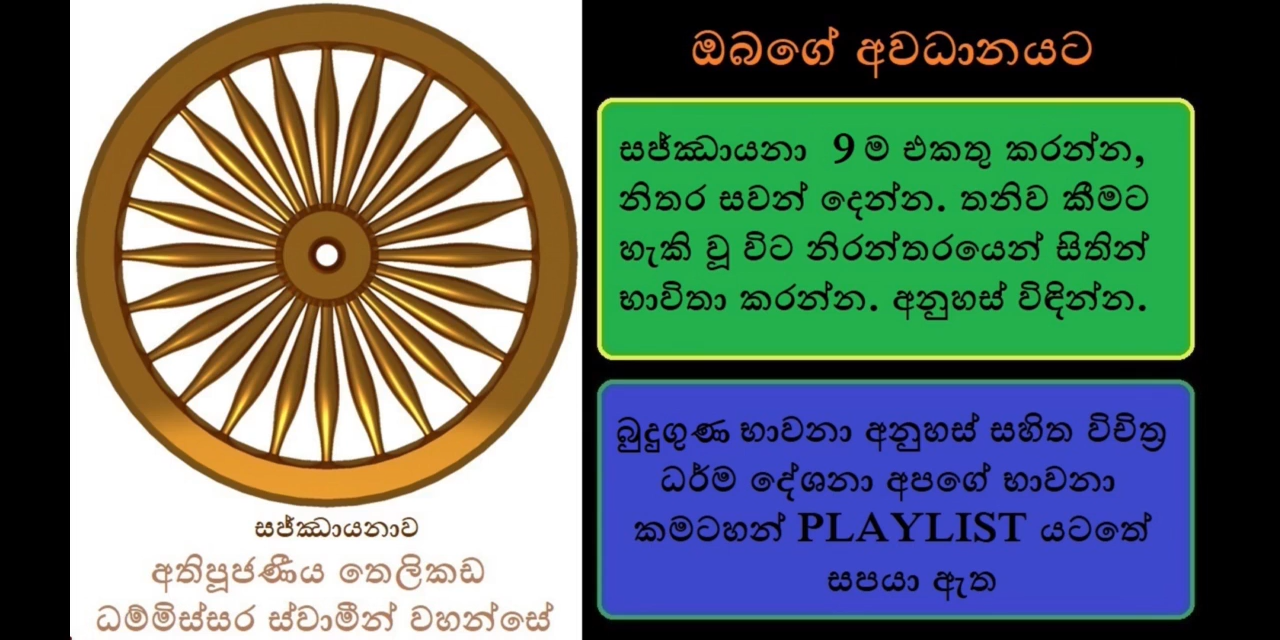 සජ්ඣායනාව
අතිපූජණීය තෙලිකඩ
ධම්මිස්සර ස්වාමීන් වහන්සේ
ඔබගේ අවධානයට
සජ්ඣායනා 9 ම එකතු කරන්න,
නිතර සවන් දෙන්න. තනිව කීමට
හැකි වූ විට නිරන්තරයෙන් සිතින්
භාවිතා කරන්න. අනුහස් විඳින්න.
බුදුගුණ භාවනා අනුහස් සහිත විචිත්‍ර
ධර්ම දේශනා අපගේ භාවනා
කමටහන් PLAYLIST යටතේ
සපයා ඇත